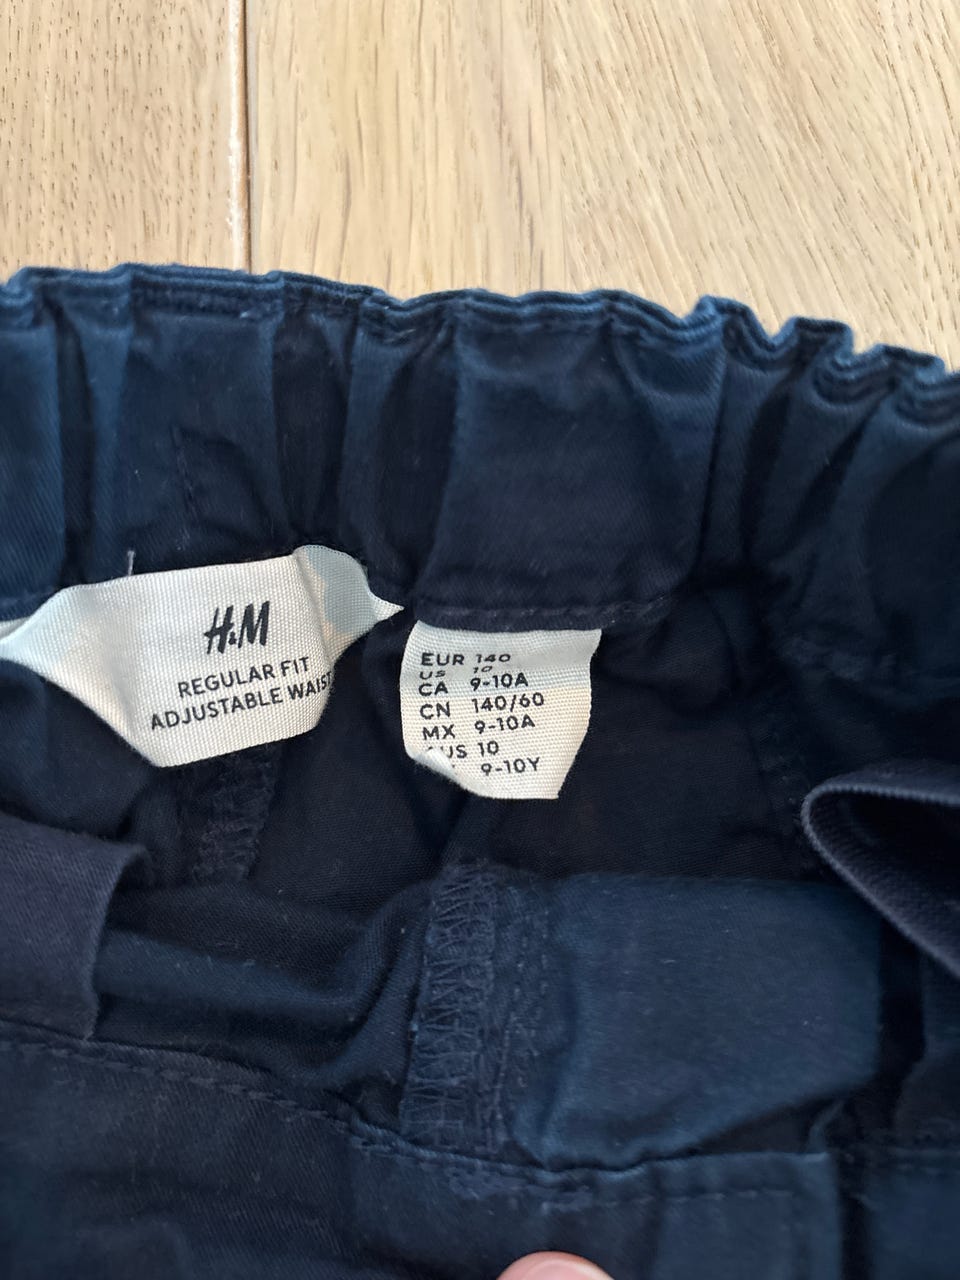 H&M
REGULAR FIT
ADJUSTABLE WAIST
EUR 140
US 10
CA 9-10A
CN 140/60
MX 9-10A
US 10
9-10Y